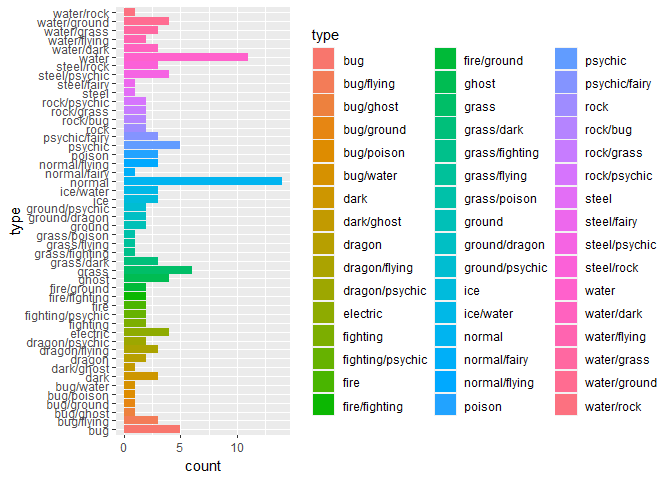 water/rock
water/ground
water/grass
water/flying
water/dark
water
steel/rock
steel/psychic
steel/fairy
steel
rock/psychic
rock/grass
rock/bug
rock
psychic/fairy
psychic
poison
normal/flying
normal/fairy
normal
ice/water
ice
ground/psychic
ground/dragon
ground
grass/poison
grass/flying
grass/fighting
grass/dark
grass
ghost
fire/ground
fire/fighting
fire
fighting/psychic
fighting
electric
dragon/psychic
dragon/flying
dragon
dark/ghost
dark
bug/water
bug/poison
bug/ground
bug/ghost
bug/flying
bug
type
0 5 10
count
type
bug
bug/flying
bug/ghost
bug/ground
bug/poison
bug/water
dark
dark/ghost
dragon
dragon/flying
dragon/psychic
electric
fighting
fighting/psychic
fire
fire/fighting
fire/ground
ghost
grass
grass/dark
grass/fighting
grass/flying
grass/poison
ground
ground/dragon
ground/psychic
ice
ice/water
normal
normal/fairy
normal/flying
poison
psychic
psychic/fairy
rock
rock/bug
rock/grass
rock/psychic
steel
steel/fairy
steel/psychic
steel/rock
water
water/dark
water/flying
water/grass
water/ground
water/rock